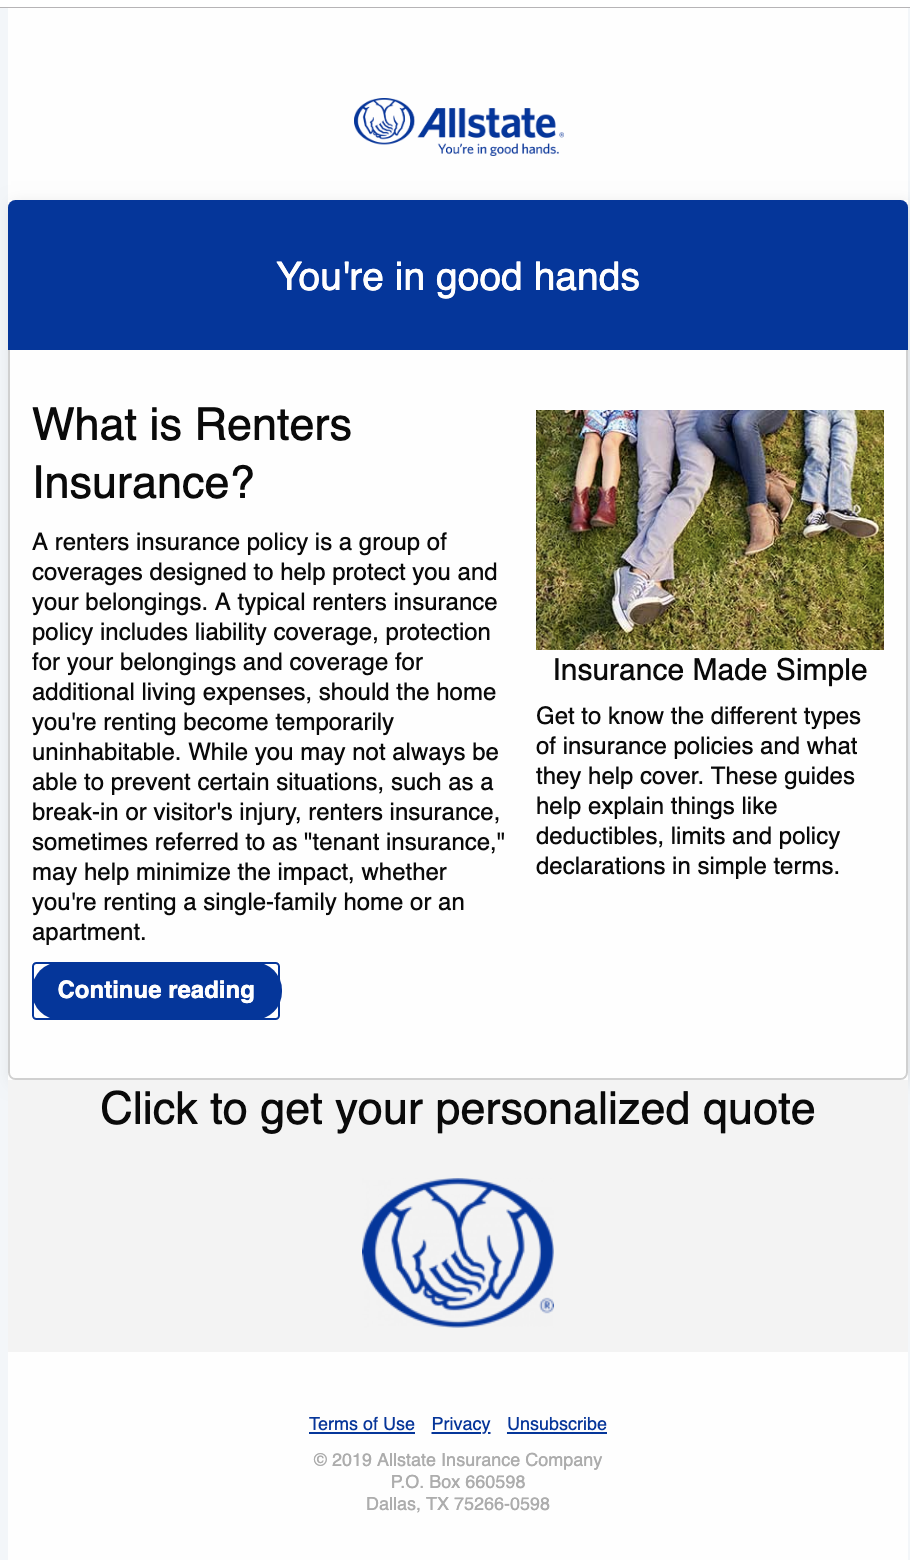 Allstate®
You're in good hands.
You're in good hands
What is Renters
Insurance?
A renters insurance policy is a group of
coverages designed to help protect you and
your belongings. A typical renters insurance
policy includes liability coverage, protection
for your belongings and coverage for
additional living expenses, should the home
you're renting become temporarily
uninhabitable. While you may not always be
able to prevent certain situations, such as a
break-in or visitor's injury, renters insurance,
sometimes referred to as "tenant insurance,"
may help minimize the impact, whether
you're renting a single-family home or an
apartment.
Continue reading
Insurance Made Simple
Get to know the different types
of insurance policies and what
they help cover. These guides
help explain things like
deductibles, limits and policy
declarations in simple terms.
Click to get your personalized quote
®
Terms of Use Privacy Unsubscribe
© 2019 Allstate Insurance Company
P.O. Box 660598
Dallas, TX 75266-0598